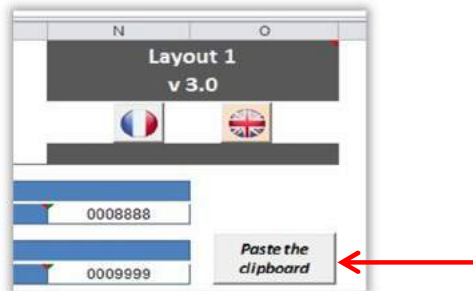 N O
Layout 1
v 3.0
0008888
Paste the
clipboard
0009999